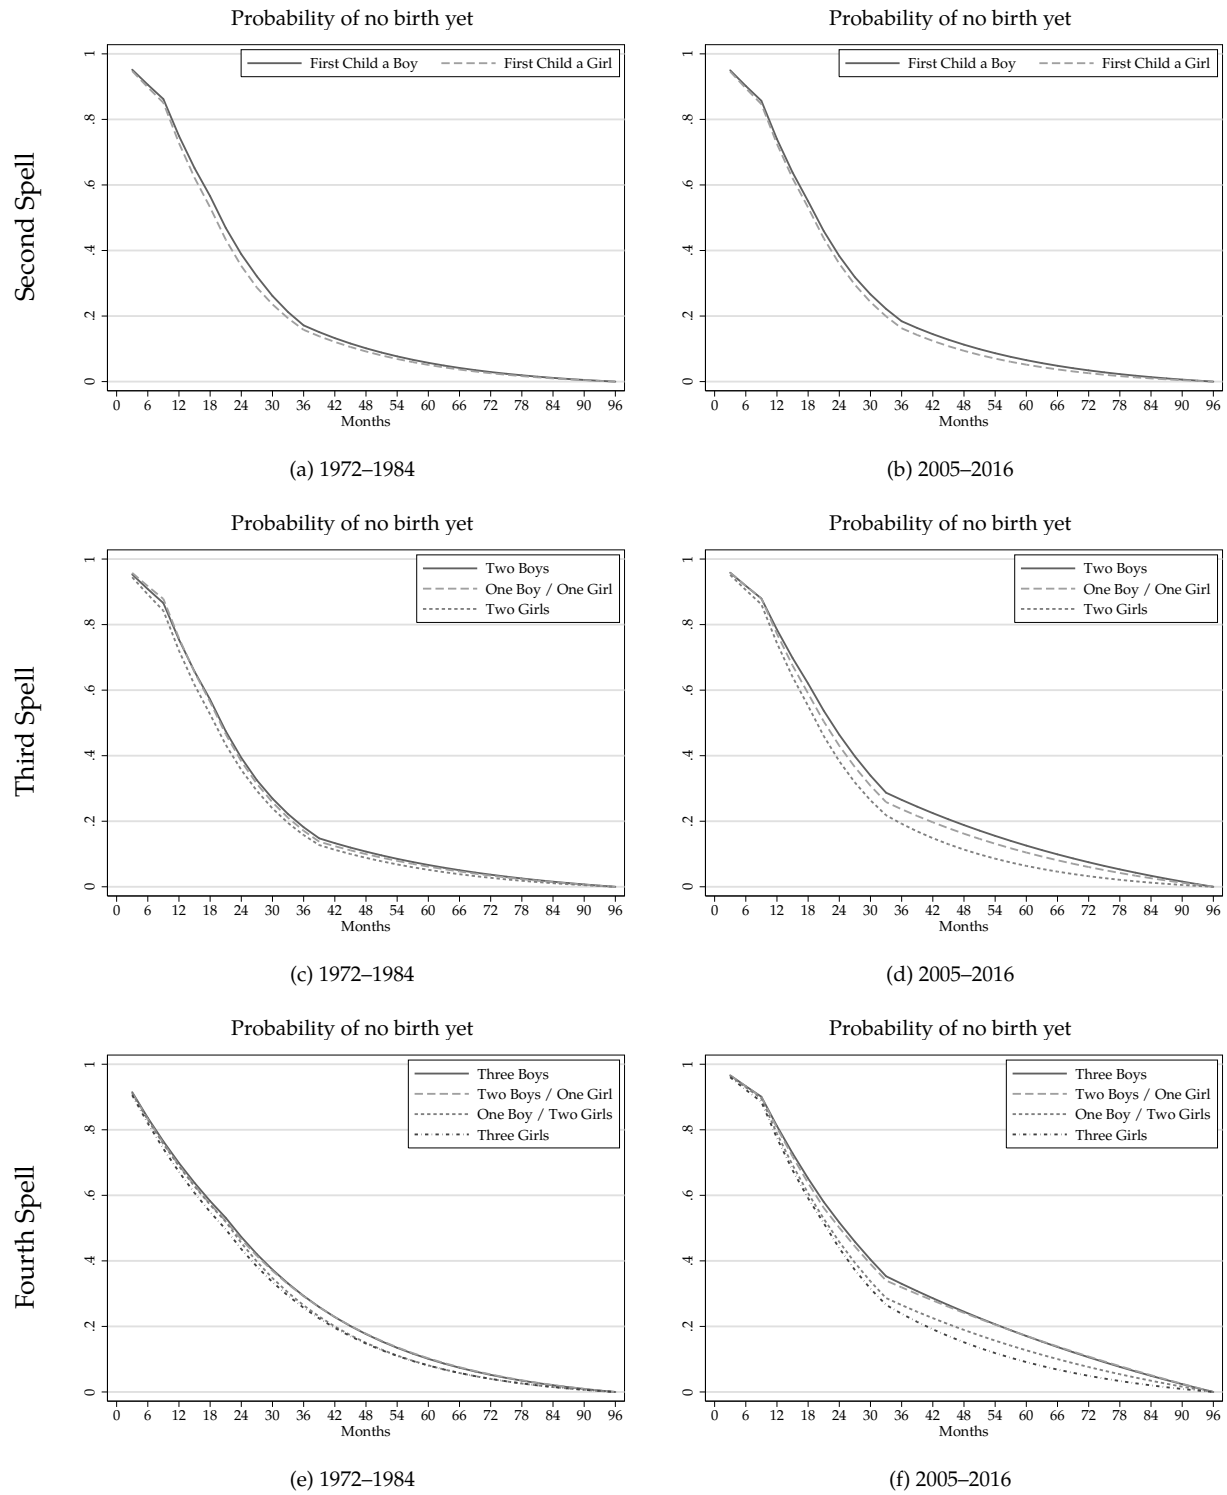 Second Spell
Probability of no birth yet
First Child a Boy First Child a Girl
1
.8
.6
.4
.2
0
0 6 12 18 24 30 36 42 48 54 60 66 72 78 84 90 96
Months
(a) 1972–1984
Probability of no birth yet
First Child a Boy First Child a Girl
1
.8
.6
.4
.2
0
0 6 12 18 24 30 36 42 48 54 60 66 72 78 84 90 96
Months
(b) 2005–2016
Third Spell
Probability of no birth yet
Two Boys
One Boy / One Girl
Two Girls
1
.8
.6
.4
.2
0
0 6 12 18 24 30 36 42 48 54 60 66 72 78 84 90 96
Months
(c) 1972–1984
Probability of no birth yet
Two Boys
One Boy / One Girl
Two Girls
1
.8
.6
.4
.2
0
0 6 12 18 24 30 36 42 48 54 60 66 72 78 84 90 96
Months
(d) 2005–2016
Fourth Spell
Probability of no birth yet
Three Boys
Two Boys / One Girl
One Boy / Two Girls
Three Girls
1
.8
.6
.4
.2
0
0 6 12 18 24 30 36 42 48 54 60 66 72 78 84 90 96
Months
(e) 1972–1984
Probability of no birth yet
Three Boys
Two Boys / One Girl
One Boy / Two Girls
Three Girls
1
.8
.6
.4
.2
0
0 6 12 18 24 30 36 42 48 54 60 66 72 78 84 90 96
Months
(f) 2005–2016